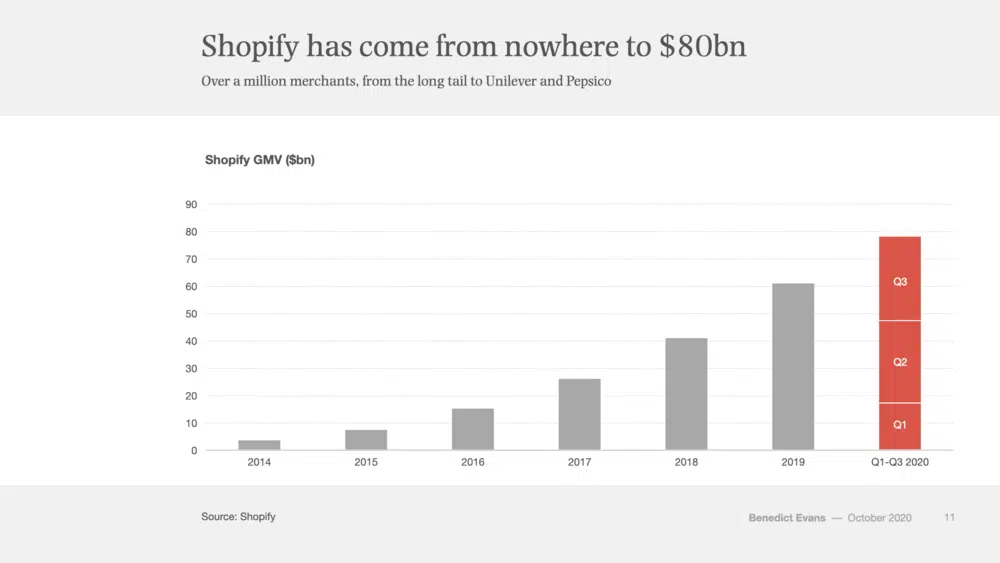 Shopify has come from nowhere to $80bn
Over a million merchants, from the long tail to Unilever and Pepsico
Shopify GMV ($bn)
90
80
70
60
50
40
30
20
10
0
Q3
Q2
Q1
2014 2015 2016 2017 2018 2019 Q1-Q3 2020
Source: Shopify
Benedict Evans — October 2020 11